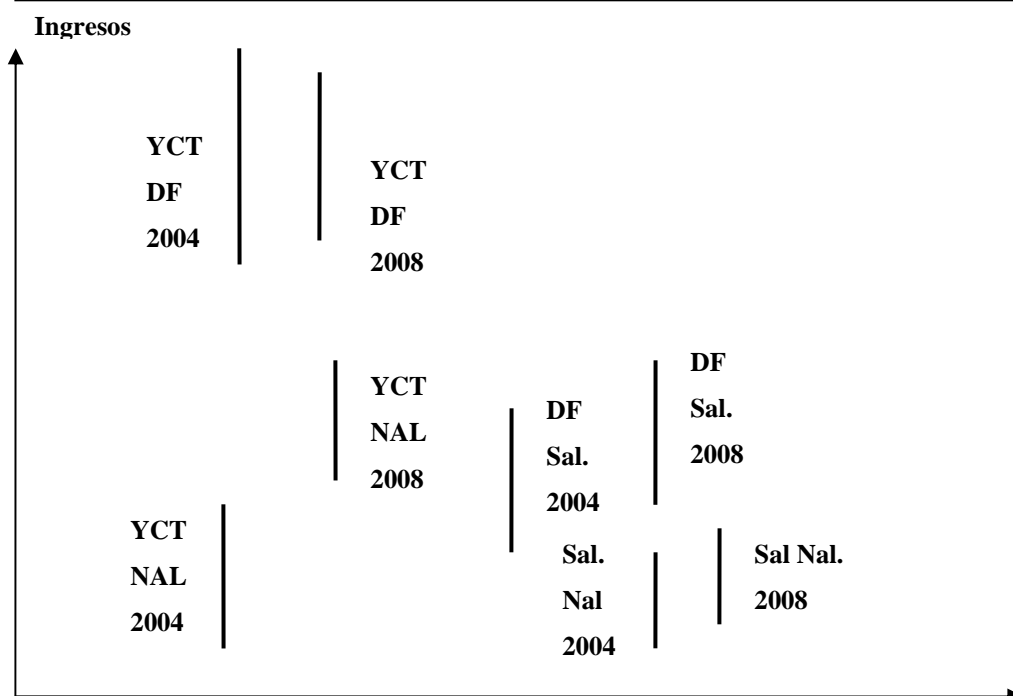 Ingresos
YCT
DF
2004
YCT
DF
2008
YCT
NAL
2008
DF
Sal.
2004
DF
Sal.
2008
YCT
NAL
2004
Sal.
Nal
2004
Sal Nal.
2008